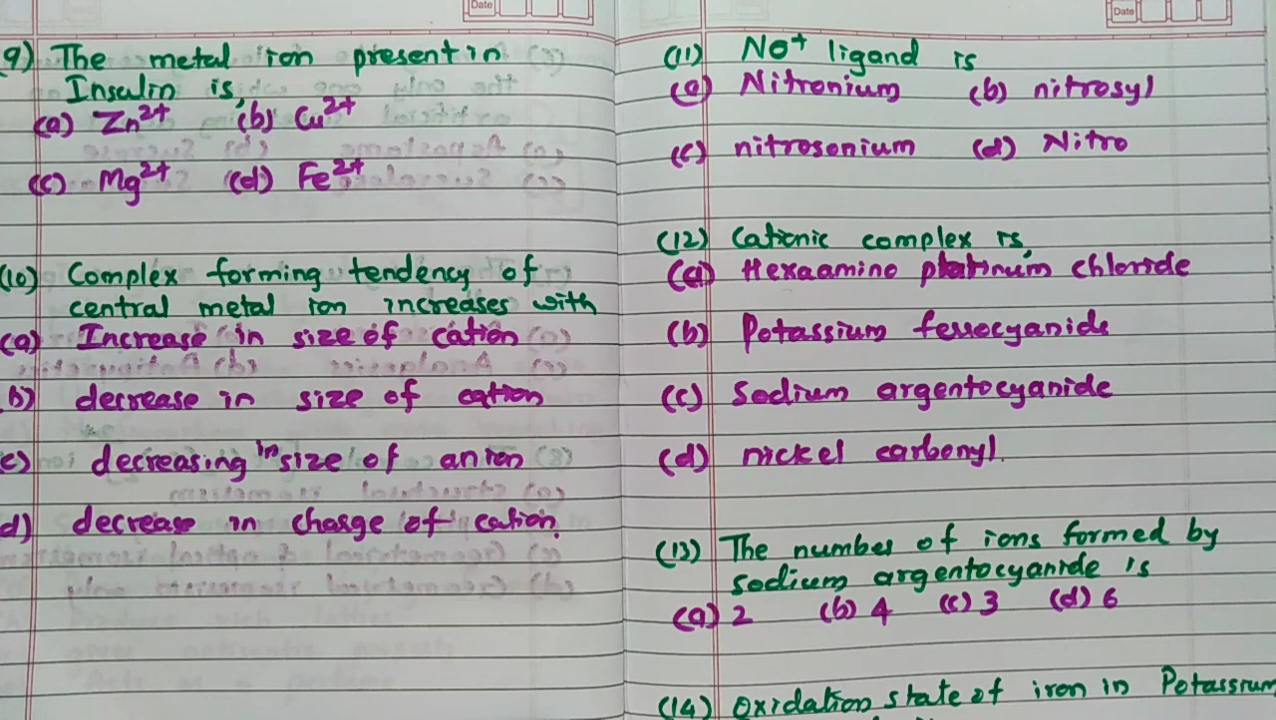 Date
9) The metal ion present in
Insulin is,
(a) Zn2+ (b) Cu2+
(c) Mg2+ (d) Fe2+
(10) Complex forming tendency of
central metal ion increases with
(a) Increase in size of cation
b) decrease in size of cation
c) decreasing in size of anion
d) decrease in charge of cation.
Date
(11) No+ ligand is
(a) Nitronium (b) nitrosyl
(c) nitrosonium (d) Nitro
(12) Cationic complex is,
(a) Hexaamino platinum chloride
(b) Potassium ferrocyanide
(c) Sodium argentocyanide
(d) nickel carbonyl.
(13) The number of ions formed by
sodium argentocyanide is
(a) 2 (b) 4 (c) 3 (d) 6
(14) Oxidation state of iron in Potassium